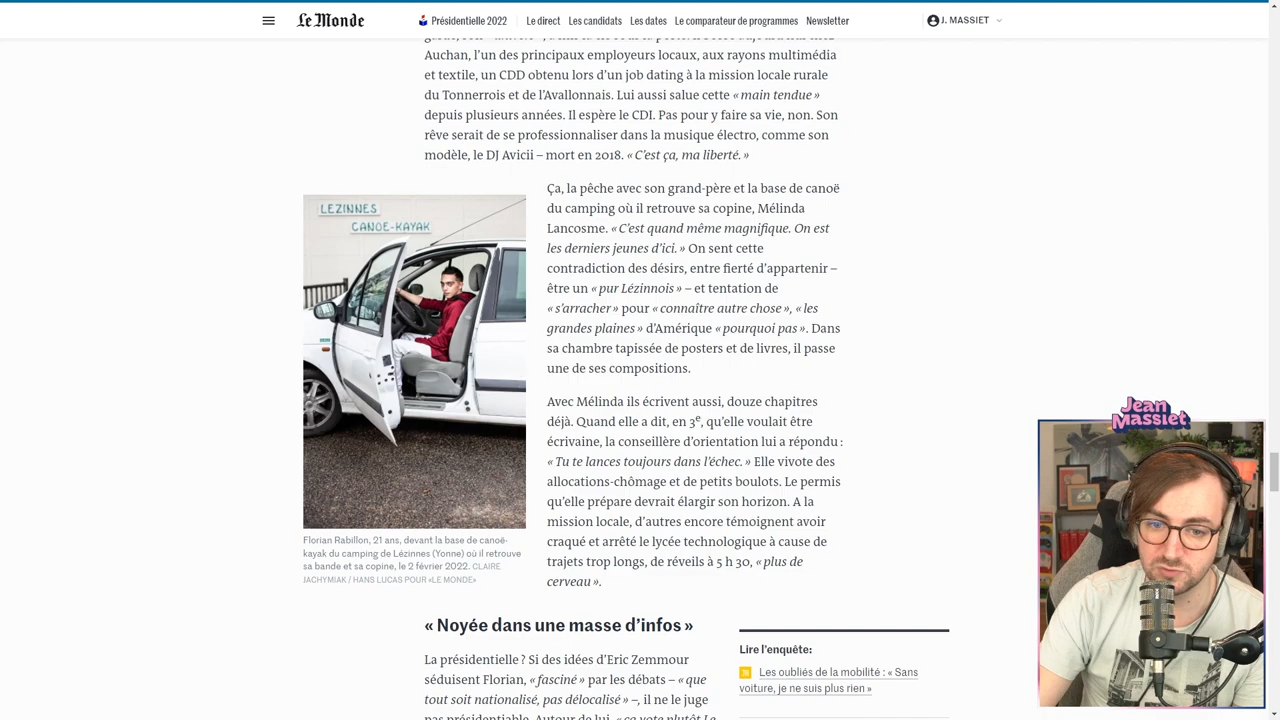 Le Monde
Présidentielle 2022
Le direct
Les candidats
Les dates
Le comparateur de programmes
Newsletter
J. MASSIET
Auchan, l’un des principaux employeurs locaux, aux rayons multimédia
et textile, un CDD obtenu lors d’un job dating à la mission locale rurale
du Tonnerrois et de l’Avallonnais. Lui aussi salue cette « main tendue »
depuis plusieurs années. Il espère le CDI. Pas pour y faire sa vie, non. Son
rêve serait de se professionnaliser dans la musique électro, comme son
modèle, le DJ Avicii – mort en 2018. « C’est ça, ma liberté. »
LEZINNES
CANOE-KAYAK
Florian Rabillon, 21 ans, devant la base de canoë-
kayak du camping de Lézinnes (Yonne) où il retrouve
sa bande et sa copine, le 2 février 2022. CLAIRE
JACHYMIAK / HANS LUCAS POUR «LE MONDE»
Ça, la pêche avec son grand-père et la base de canoë
du camping où il retrouve sa copine, Mélinda
Lancosme. « C’est quand même magnifique. On est
les derniers jeunes d’ici. » On sent cette
contradiction des désirs, entre fierté d’appartenir –
être un « pur Lézinnois » – et tentation de
« s’arracher » pour « connaître autre chose », « les
grandes plaines » d’Amérique « pourquoi pas ». Dans
sa chambre tapissée de posters et de livres, il passe
une de ses compositions.
Avec Mélinda ils écrivent aussi, douze chapitres
déjà. Quand elle a dit, en 3e, qu’elle voulait être
écrivaine, la conseillère d’orientation lui a répondu :
« Tu te lances toujours dans l’échec. » Elle vivote des
allocations-chômage et de petits boulots. Le permis
qu’elle prépare devrait élargir son horizon. A la
mission locale, d’autres encore témoignent avoir
craqué et arrêté le lycée technologique à cause de
trajets trop longs, de réveils à 5 h 30, « plus de
cerveau ».
« Noyée dans une masse d’infos »
La présidentielle ? Si des idées d’Eric Zemmour
séduisent Florian, « fasciné » par les débats – « que
tout soit nationalisé, pas délocalisé » –, il ne le juge
pas présidentiable. Autour de lui, « ça vote plutôt Le
Lire l’enquête:
Les oubliés de la mobilité : « Sans
voiture, je ne suis plus rien »
Jean
Massiet